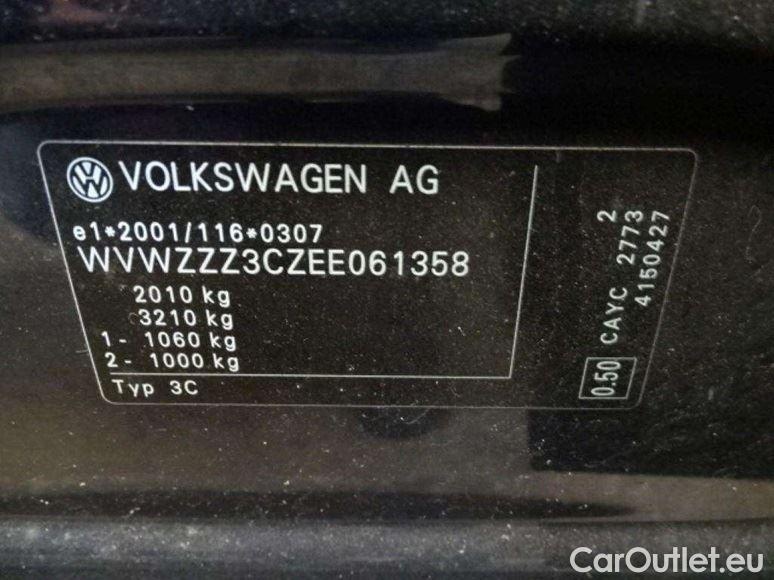 VOLKSWAGEN AG
e1*2001/116*0307
WVWZZZ3CZEE061358
2010 kg
3210 kg
1- 1060 kg
2- 1000 kg
Typ 3C
0.50 CAYC 2773 2
4150427
CarOutlet.eu